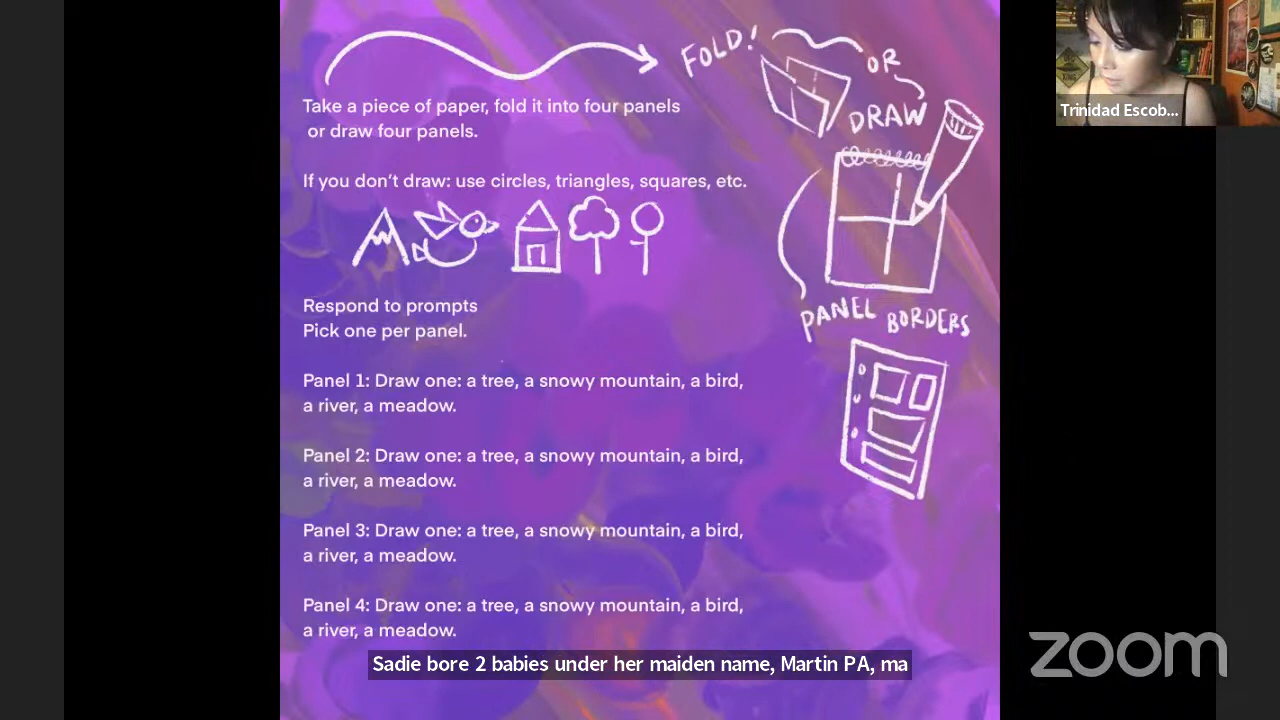 FOLD!
OR
DRAW
Take a piece of paper, fold it into four panels
or draw four panels.
If you don't draw: use circles, triangles, squares, etc.
PANEL BORDERS
Respond to prompts
Pick one per panel.
Panel 1: Draw one: a tree, a snowy mountain, a bird,
a river, a meadow.
Panel 2: Draw one: a tree, a snowy mountain, a bird,
a river, a meadow.
Panel 3: Draw one: a tree, a snowy mountain, a bird,
a river, a meadow.
Panel 4: Draw one: a tree, a snowy mountain, a bird,
a river, a meadow.
Sadie bore 2 babies under her maiden name, Martin PA, ma
Trinidad Escob...
zoom